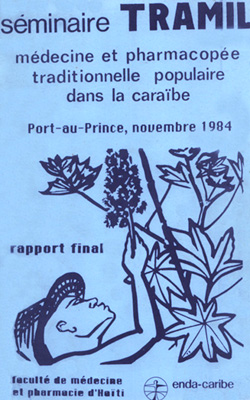 séminaire TRAMIL
médecine et pharmacopée
traditionnelle populaire
dans la caraïbe
Port-au-Prince, novembre 1984
rapport final
faculté de médecine
et pharmacie d'Haïti
enda-caribe